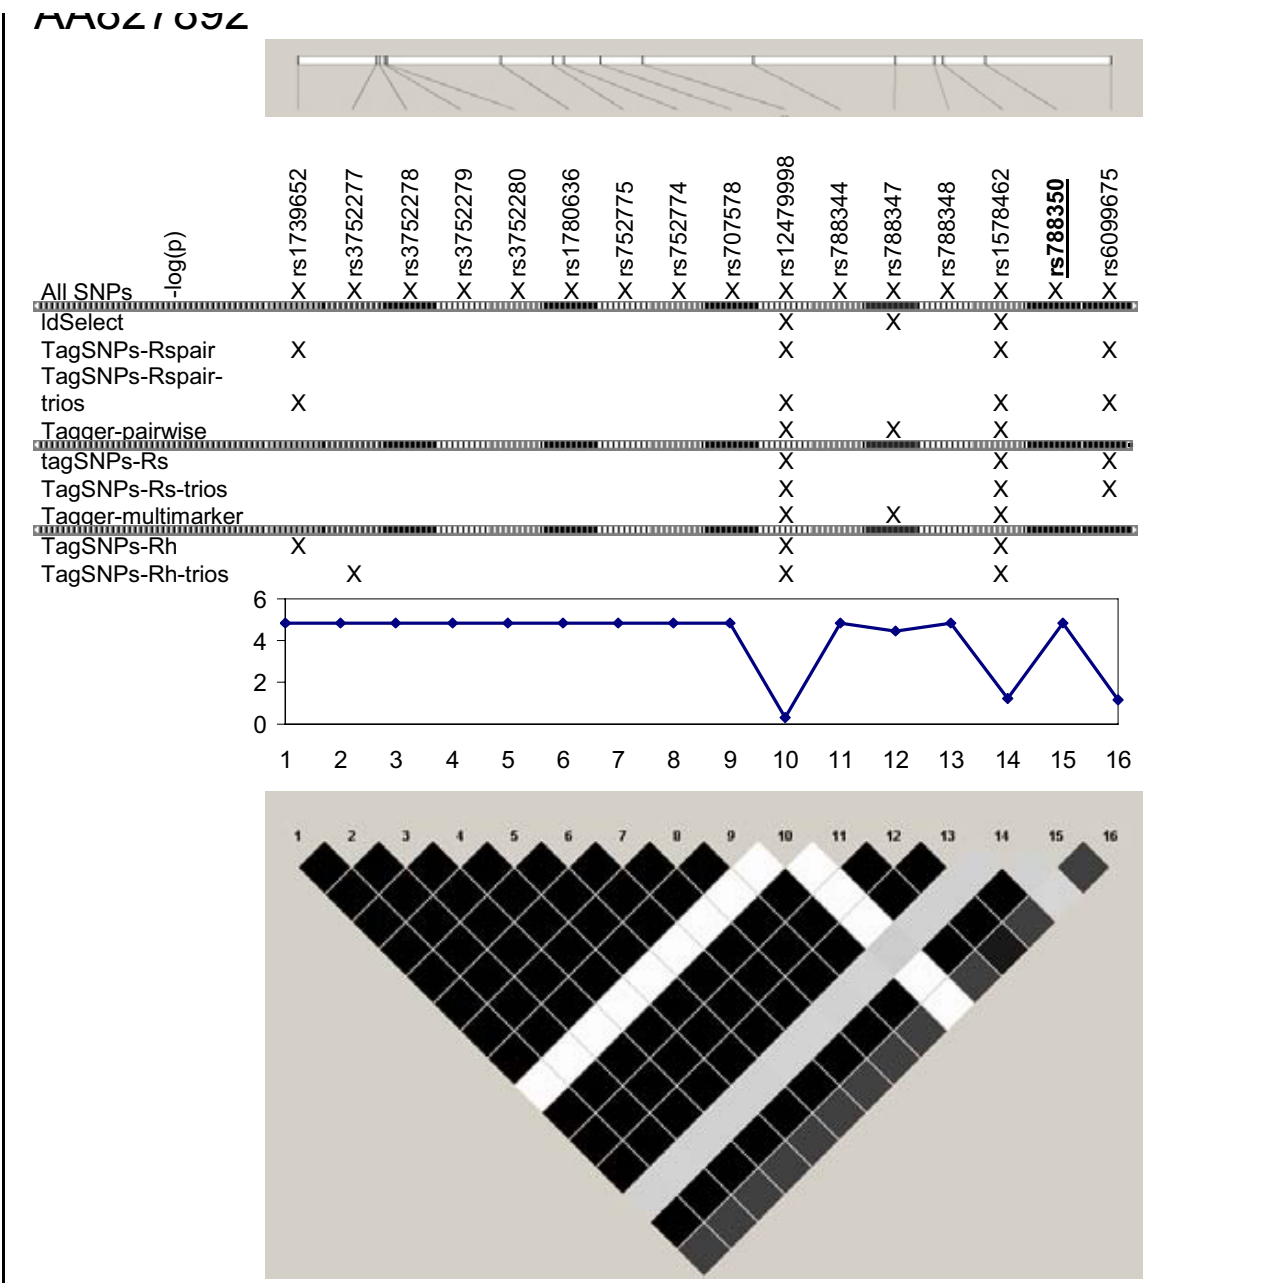 AA827892
rs1739652 rs3752277 rs3752278 rs3752279 rs3752280 rs1780636 rs752775 rs752774 rs707578 rs12479998 rs788344 rs788347 rs788348 rs1578462 rs788350 rs6099675
-log(p)
All SNPs X X X X X X X X X X X X X X X X
ldSelect X X X
TagSNPs-Rspair X X X X
TagSNPs-Rspair-
trios X X X X
Tagger-pairwise X X X
tagSNPs-Rs X X X
TagSNPs-Rs-trios X X X
Tagger-multimarker X X X
TagSNPs-Rh X X X
TagSNPs-Rh-trios X X X
6
4
2
0
1 2 3 4 5 6 7 8 9 10 11 12 13 14 15 16
1 2 3 4 5 6 7 8 9 10 11 12 13 14 15 16